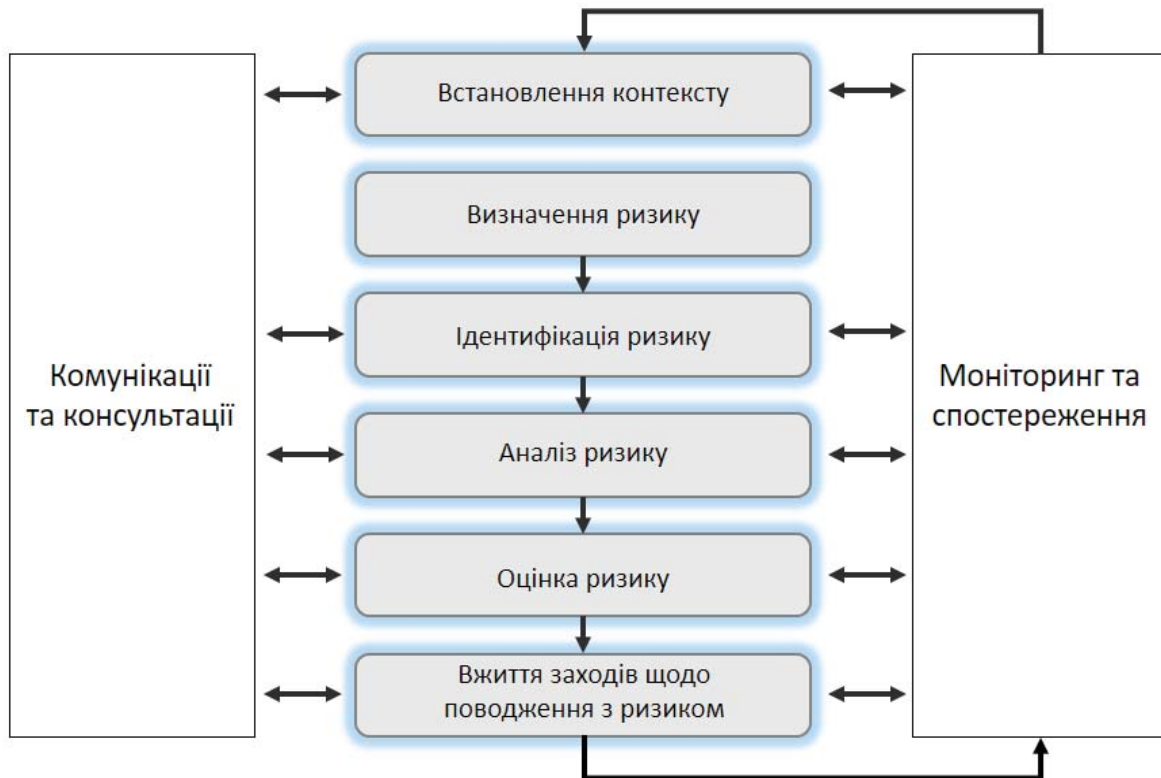 Встановлення контексту
Визначення ризику
Ідентифікація ризику
Комунікації
та консультації
Моніторинг та
спостереження
Аналіз ризику
Оцінка ризику
Вжиття заходів щодо
поводження з ризиком